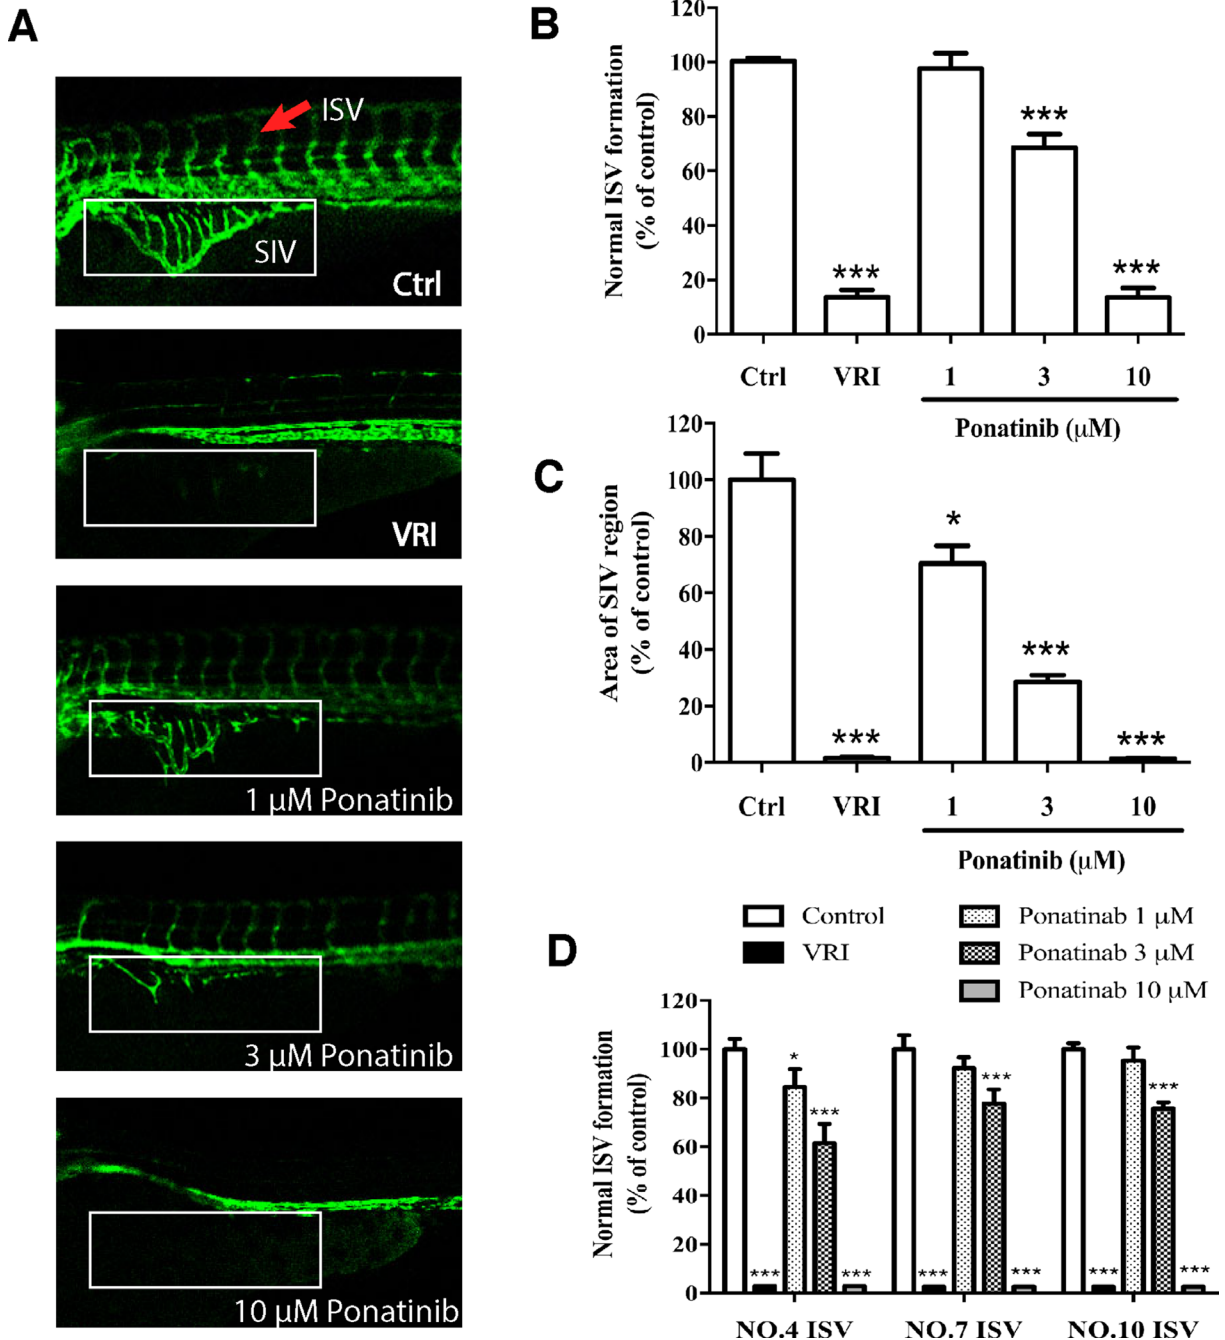 A
ISV
SIV
Ctrl
VRI
1 μM Ponatinib
3 μM Ponatinib
10 μM Ponatinib
B
Normal ISV fornation
(% of control)
120
100
80
60
40
20
0
***
***
***
Ctrl VRI 1 3 10
Ponatinib (μM)
C
Area of SIV region
(% of control)
120
100
80
60
40
20
0
***
*
***
***
Ctrl VRI 1 3 10
Ponatinib (μM)
D
Control
VRI
Ponatinab 1 μM
Ponatinab 3 μM
Ponatinab 10 μM
Normal ISV formation
(% of control)
120
100
80
60
40
20
0
*** * *** ***
*** *** ***
*** *** ***
NO.4 ISV NO.7 ISV NO.10 ISV